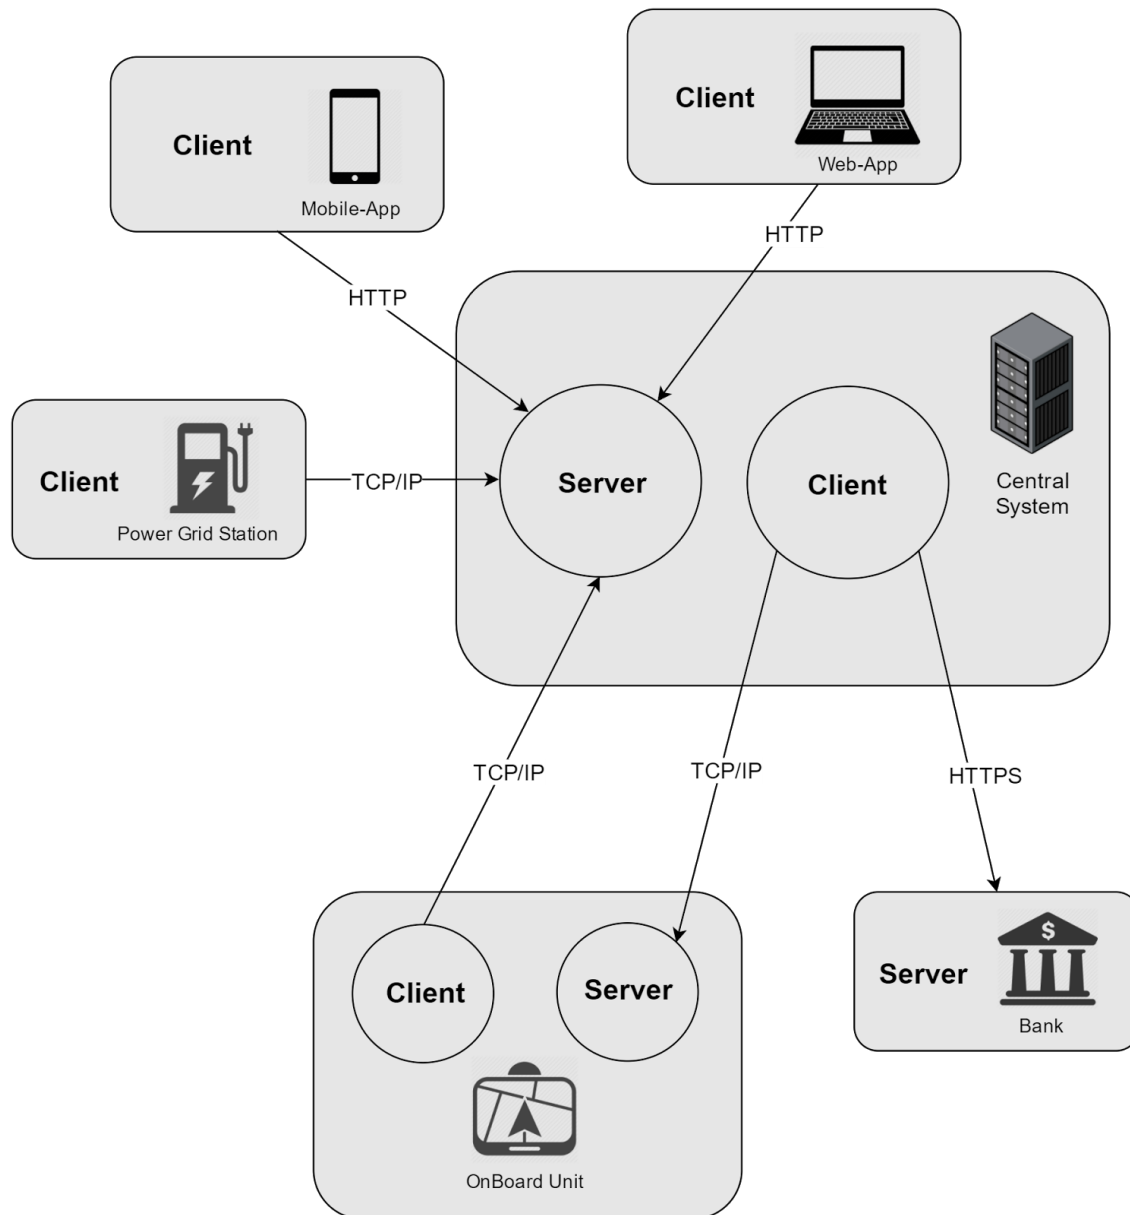 Client
Web-App
Client
Mobile-App
HTTP
HTTP
Client
Power Grid Station
TCP/IP
Server
Client
Central
System
TCP/IP
TCP/IP
HTTPS
Client
Server
OnBoard Unit
Server
$
Bank